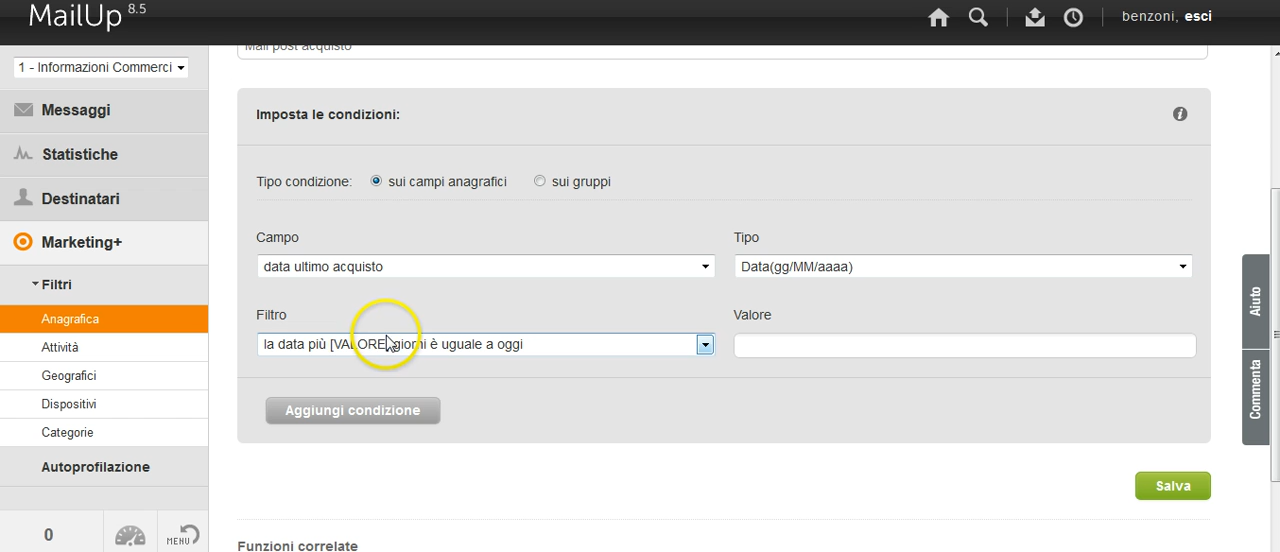 MailUp 8.5
benzoni, esci
1 - Informazioni Commerci
Mail post acquisto
Messaggi
Imposta le condizioni:
Statistiche
Tipo condizione: sui campi anagrafici sui gruppi
Destinatari
Marketing+
Campo Tipo
data ultimo acquisto Data(gg/MM/aaaa)
Filtri
Filtro Valore
Anagrafica
la data più [VALORE] giorni è uguale a oggi
Attività
Geografici
Dispositivi
Aggiungi condizione
Categorie
Autoprofilazione
Salva
0
MENU
Funzioni correlate
Aiuto
Commenta